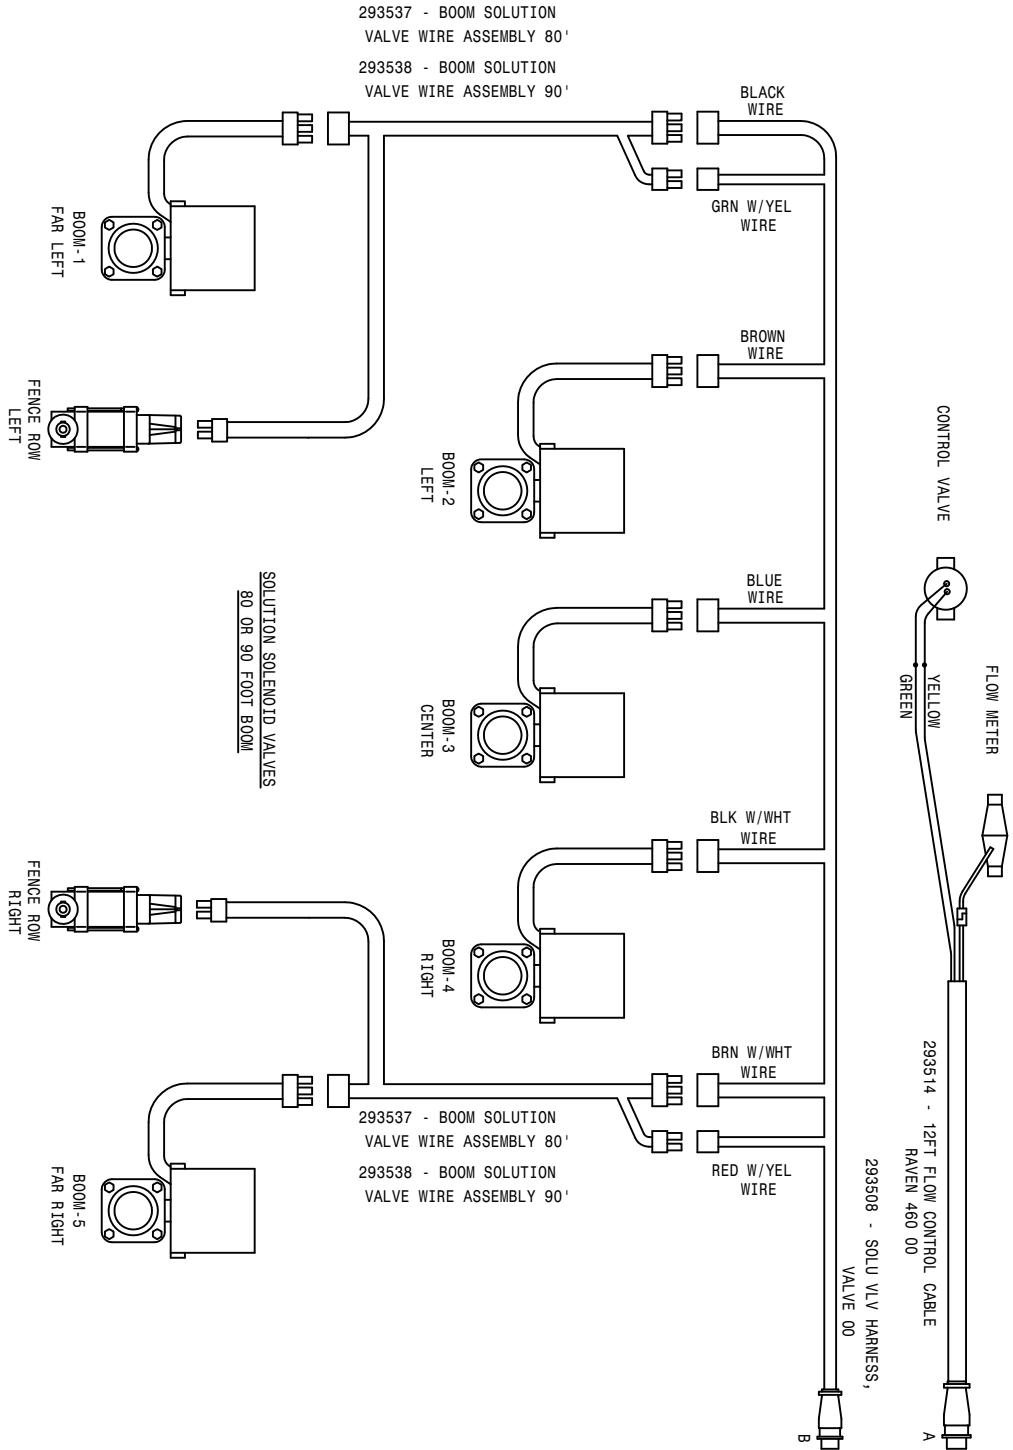 293537 - BOOM SOLUTION
VALVE WIRE ASSEMBLY 80'
293538 - BOOM SOLUTION
VALVE WIRE ASSEMBLY 90'
BLACK
WIRE
GRN W/YEL
WIRE
BOOM-1
FAR LEFT
BROWN
WIRE
FENCE ROW
LEFT
BOOM-2
LEFT
CONTROL VALVE
BLUE
WIRE
SOLUTION SOLENOID VALVES
80 OR 90 FOOT BOOM
YELLOW
GREEN
FLOW METER
BOOM-3
CENTER
BLK W/WHT
WIRE
FENCE ROW
RIGHT
BOOM-4
RIGHT
BRN W/WHT
WIRE
293514 - 12FT FLOW CONTROL CABLE
RAVEN 460 00
293537 - BOOM SOLUTION
VALVE WIRE ASSEMBLY 80'
293538 - BOOM SOLUTION
VALVE WIRE ASSEMBLY 90'
RED W/YEL
WIRE
BOOM-5
FAR RIGHT
293508 - SOLU VLV HARNESS,
VALVE 00
A
B